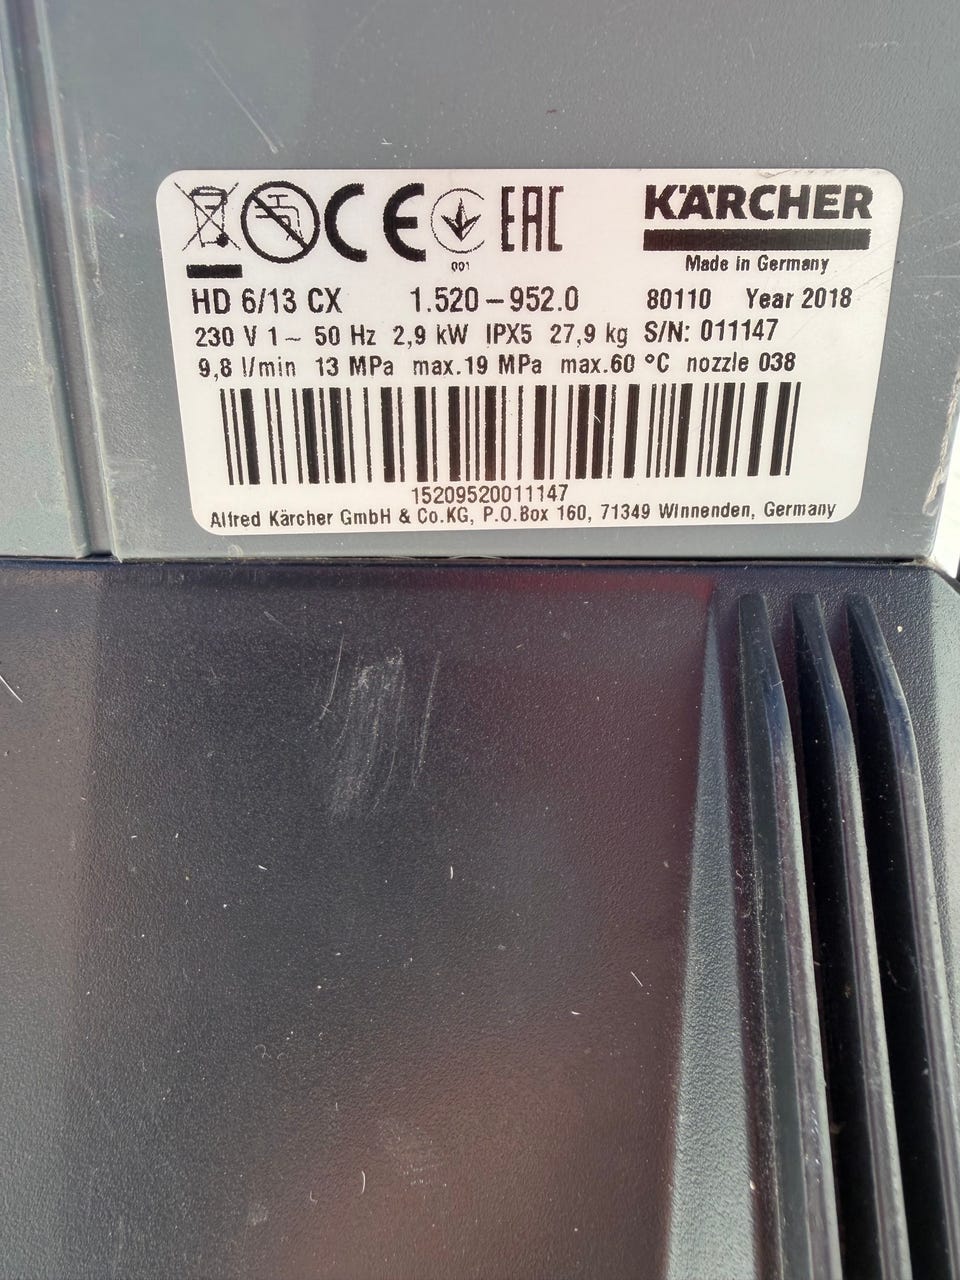 CE
EAC
KÄRCHER
001
Made in Germany
HD 6/13 CX 1.520-952.0 80110 Year 2018
230 V 1~ 50 Hz 2,9 kW IPX5 27,9 kg S/N: 011147
9,8 l/min 13 MPa max.19 MPa max.60 °C nozzle 038
15209520011147
Alfred Kärcher GmbH & Co.KG, P.O.Box 160, 71349 Winnenden, Germany